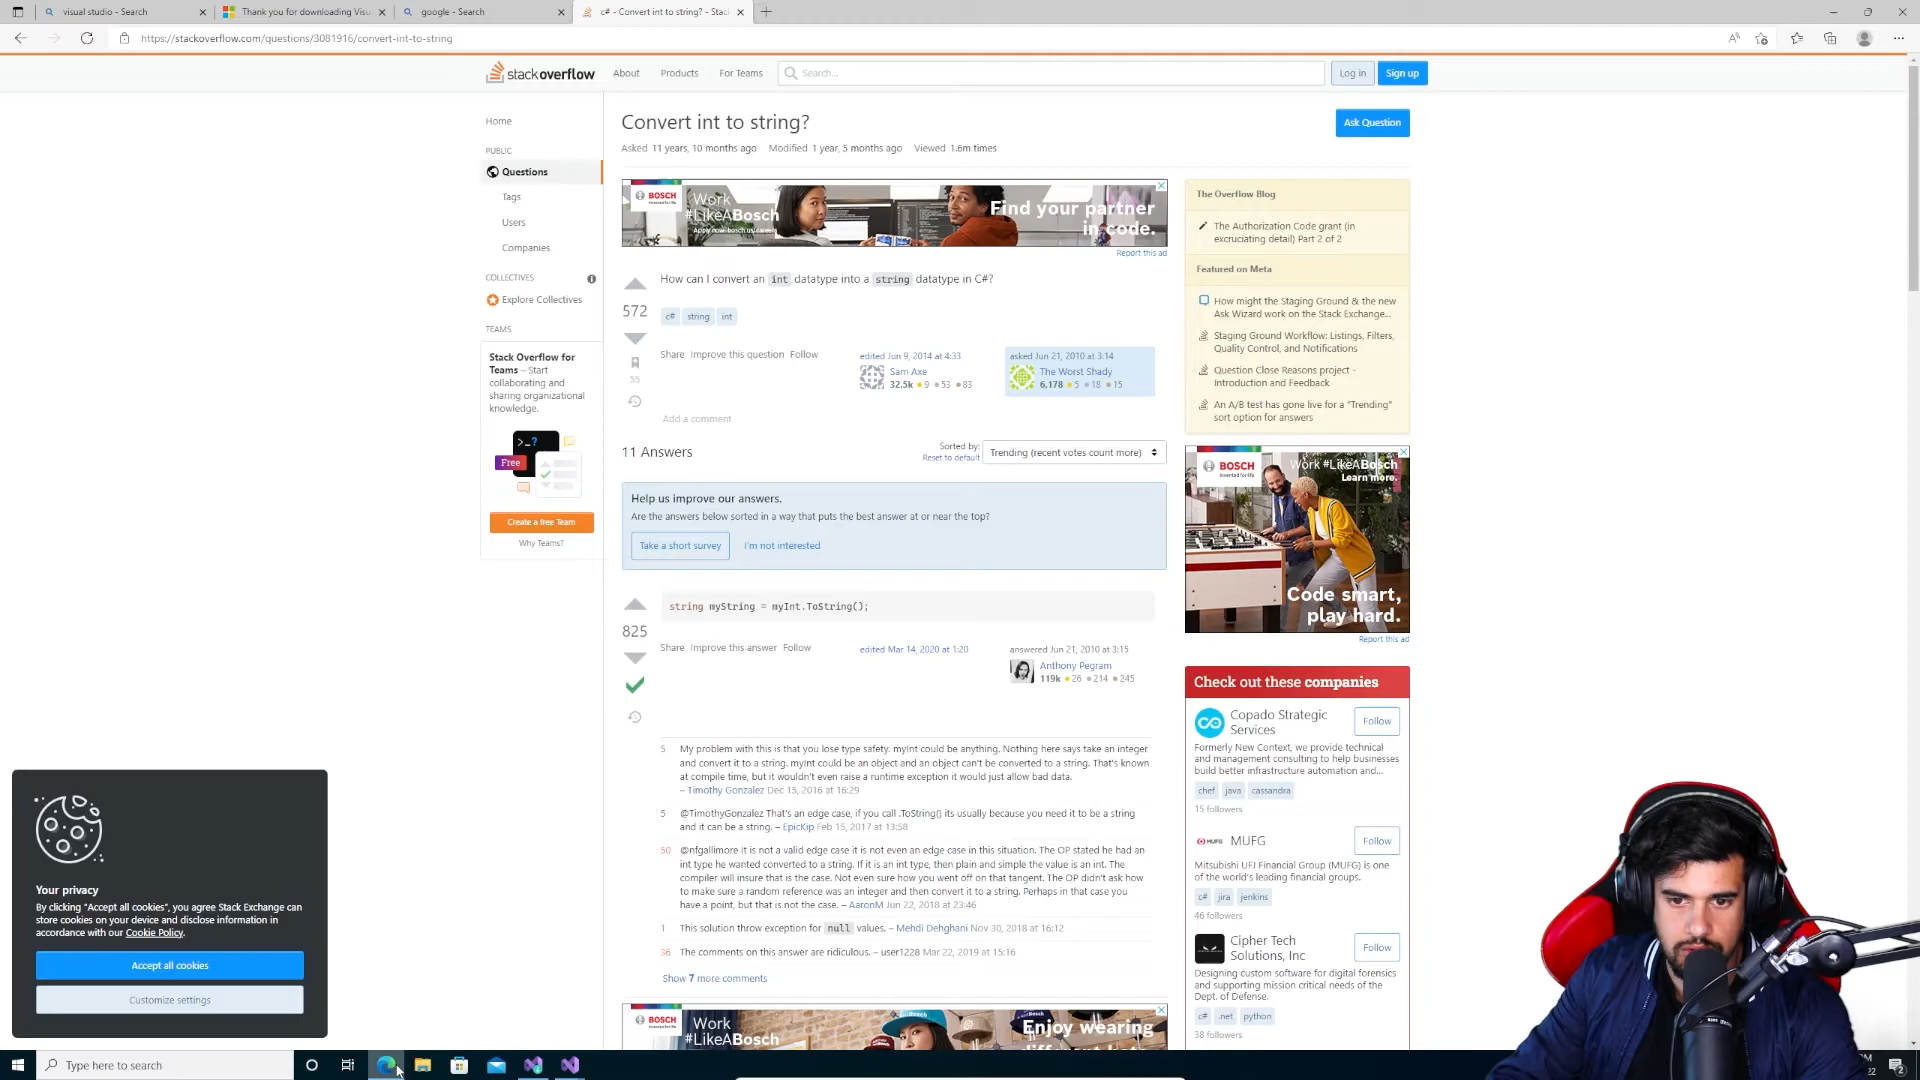 visual studio - Search
Thank you for downloading Visu
google - Search
c# - Convert int to string? - Stac
https://stackoverflow.com/questions/3081916/convert-int-to-string
stackoverflow
About
Products
For Teams
Search...
Log in
Sign up
Home
PUBLIC
Questions
Tags
Users
Companies
COLLECTIVES
Explore Collectives
TEAMS
Stack Overflow for
Teams – Start
collaborating and
sharing organizational
knowledge.
>_?
Free
Create a free Team
Why Teams?
Convert int to string?
Ask Question
Asked 11 years, 10 months ago Modified 1 year, 5 months ago Viewed 1.6m times
BOSCH
Invented for life
Work
#LikeABosch
Apply now: bosch.us/careers
Find your partner
in code.
Report this ad
572
How can I convert an int datatype into a string datatype in C#?
c# string int
55
Share Improve this question Follow
edited Jun 9, 2014 at 4:33
Sam Axe
32.5k 9 53 83
asked Jun 21, 2010 at 3:14
The Worst Shady
6,178 5 18 15
Add a comment
11 Answers
Sorted by:
Reset to default
Trending (recent votes count more)
Help us improve our answers.
Are the answers below sorted in a way that puts the best answer at or near the top?
Take a short survey
I'm not interested
825
string myString = myInt.ToString();
Share Improve this answer Follow
edited Mar 14, 2020 at 1:20
answered Jun 21, 2010 at 3:15
Anthony Pegram
119k 26 214 245
5 My problem with this is that you lose type safety. myInt could be anything. Nothing here says take an integer
and convert it to a string. myInt could be an object and an object can't be converted to a string. That's known
at compile time, but it wouldn't even raise a runtime exception it would just allow bad data.
– Timothy Gonzalez Dec 15, 2016 at 16:29
5 @TimothyGonzalez That's an edge case, if you call .ToString() its usually because you need it to be a string
and it can be a string. – EpicKip Feb 15, 2017 at 13:58
50 @nfgallimore It is not a valid edge case it is not even an edge case in this situation. The OP stated he had an
int type he wanted converted to a string. If it is an int type, then plain and simple the value is an int. The
compiler will insure that is the case. Not even sure how you went off on that tangent. The OP didn't ask how
to make sure a random reference was an integer and then convert it to a string. Perhaps in that case you
have a point, but that is not the case. – AaronM Jun 22, 2018 at 23:46
1 This solution throw exception for null values. – Mehdi Dehghani Nov 30, 2018 at 16:12
36 The comments on this answer are ridiculous. – user1228 Mar 22, 2019 at 15:16
Show 7 more comments
BOSCH
Invented for life
Work
#LikeABosch
Enjoy wearing
The Overflow Blog
The Authorization Code grant (in
excruciating detail) Part 2 of 2
Featured on Meta
How might the Staging Ground & the new
Ask Wizard work on the Stack Exchange...
Staging Ground Workflow: Listings, Filters,
Quality Control, and Notifications
Question Close Reasons project -
Introduction and Feedback
An A/B test has gone live for a "Trending"
sort option for answers
BOSCH
Invented for life
Work #LikeABosch
Learn more.
Code smart,
play hard.
Report this ad
Check out these companies
Copado Strategic
Services
Follow
Formerly New Context, we provide technical
and management consulting to help businesses
build better infrastructure automation and...
chef java cassandra
15 followers
MUFG
MUFG
Follow
Mitsubishi UFJ Financial Group (MUFG) is one
of the world's leading financial groups.
c# jira jenkins
46 followers
Cipher Tech
Solutions, Inc
Follow
Designing custom software for digital forensics
and supporting mission critical needs of the
Dept. of Defense.
c# .net python
38 followers
Your privacy
By clicking "Accept all cookies", you agree Stack Exchange can
store cookies on your device and disclose information in
accordance with our Cookie Policy.
Accept all cookies
Customize settings
Type here to search